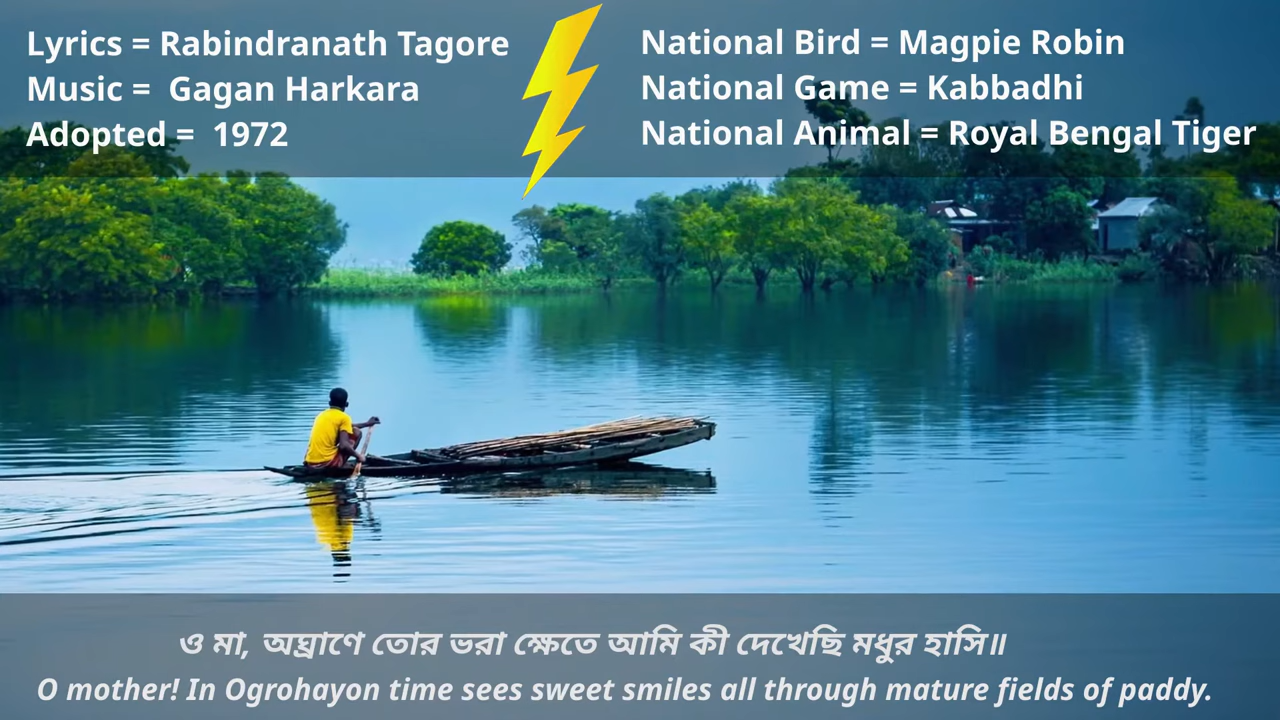 Lyrics = Rabindranath Tagore
Music = Gagan Harkara
Adopted = 1972
National Bird = Magpie Robin
National Game = Kabbadhi
National Animal = Royal Bengal Tiger
ও মা, অঘ্রাণে তোর ভরা ক্ষেতে আমি কী দেখেছি মধুর হাসি॥
O mother! In Ogrohayon time sees sweet smiles all through mature fields of paddy.